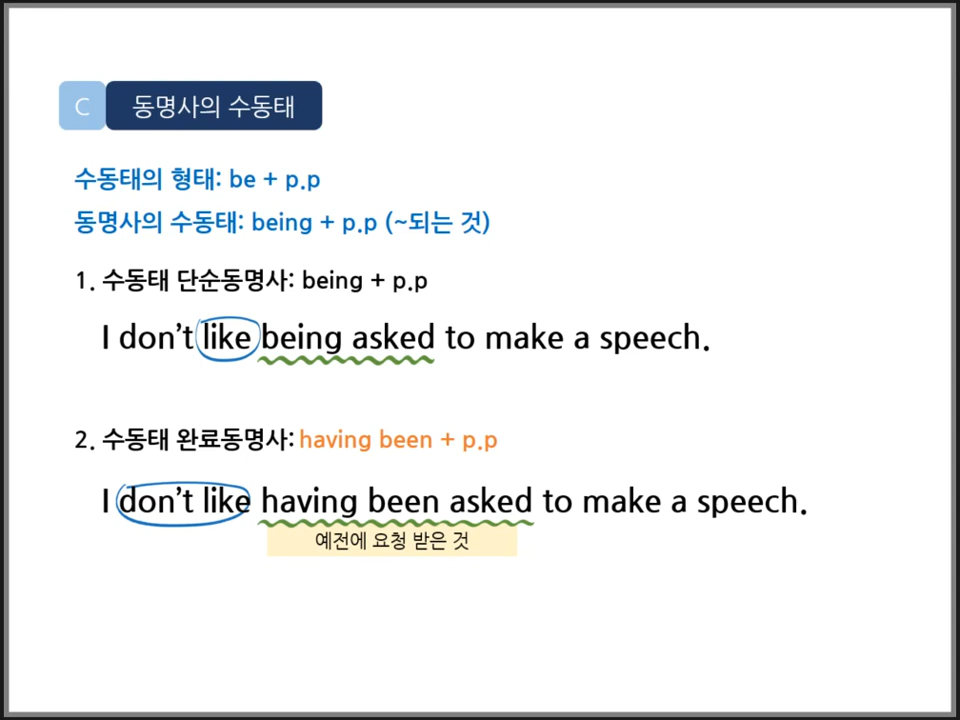 C 동명사의 수동태
수동태의 형태: be + p.p
동명사의 수동태: being + p.p (~되는 것)
1. 수동태 단순동명사: being + p.p
I don't like being asked to make a speech.
2. 수동태 완료동명사: having been + p.p
I don't like having been asked to make a speech.
예전에 요청 받은 것